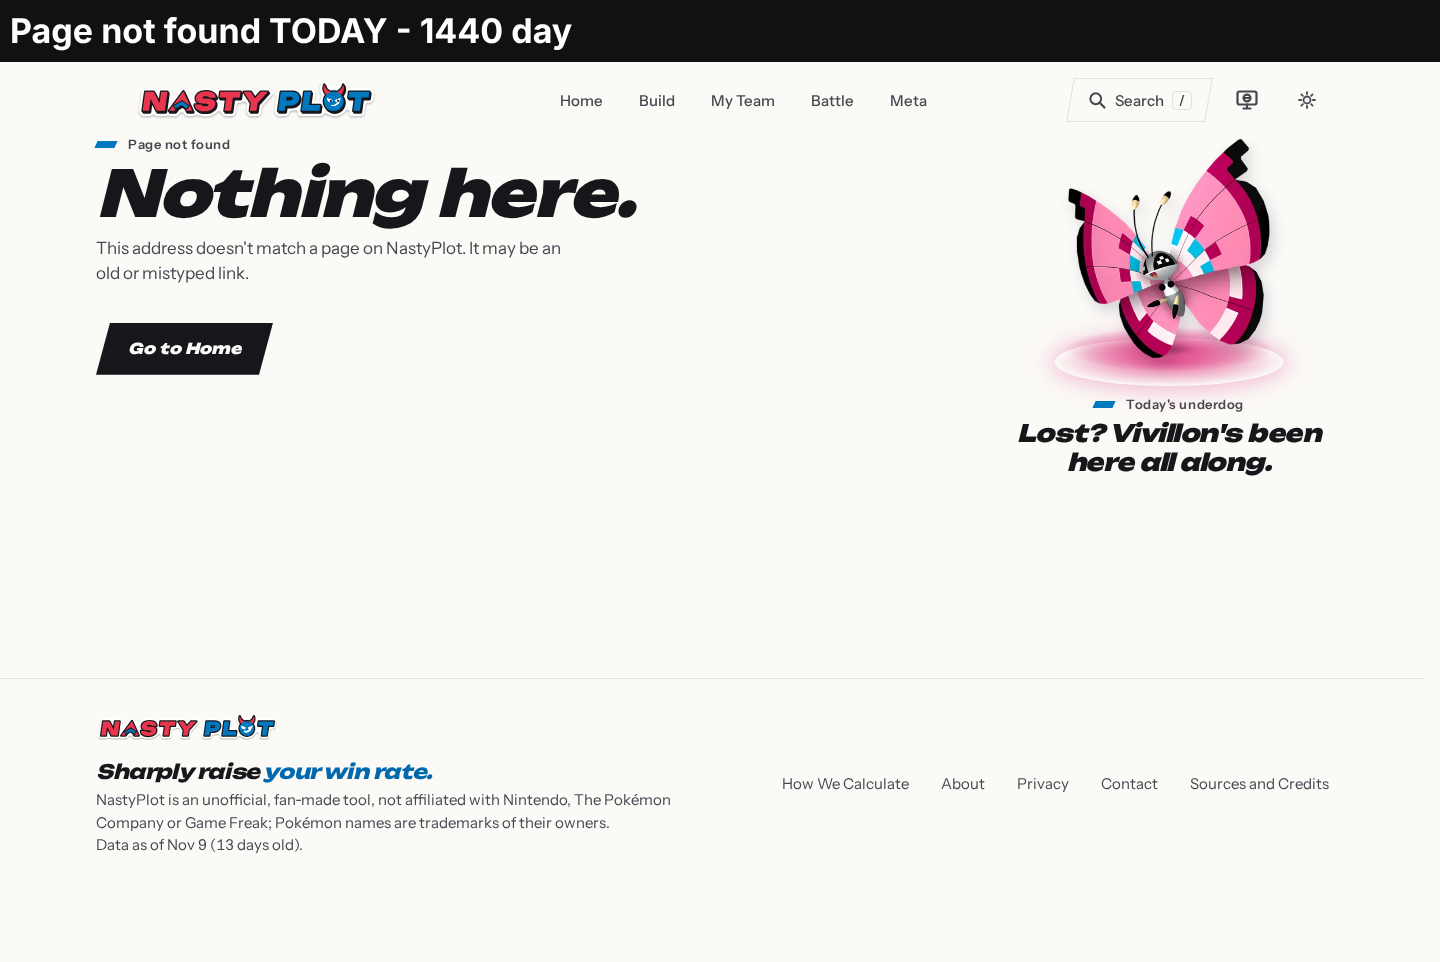 Page not found TODAY - 1440 day
NASTY PLOT
Home
Build
My Team
Battle
Meta
Search /
Page not found
Nothing here.
This address doesn't match a page on NastyPlot. It may be an
old or mistyped link.
Go to Home
Today's underdog
Lost? Vivillon's been
here all along.
NASTY PLOT
Sharply raise your win rate.
NastyPlot is an unofficial, fan-made tool, not affiliated with Nintendo, The Pokémon
Company or Game Freak; Pokémon names are trademarks of their owners.
Data as of Nov 9 (13 days old).
How We Calculate
About
Privacy
Contact
Sources and Credits